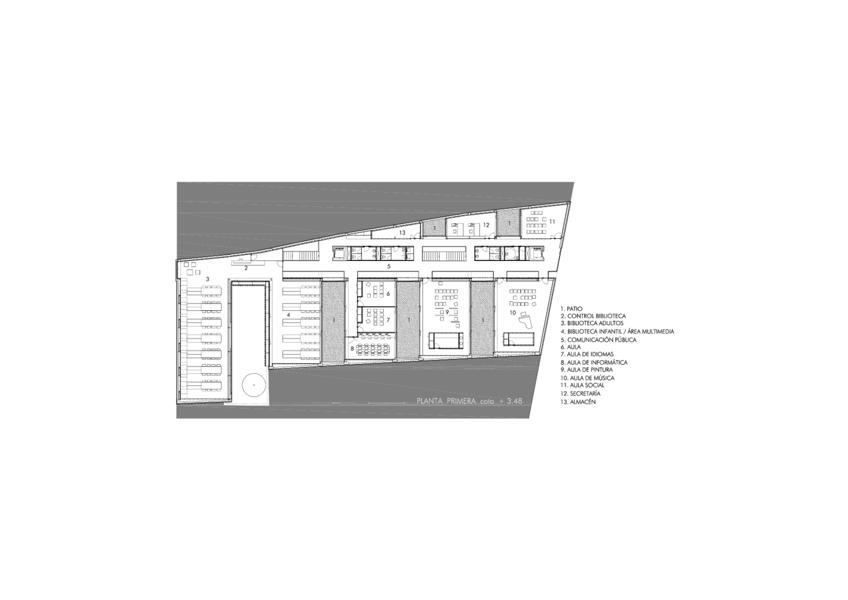 1
1
13
12
11
5
2
3
6
4
1
7
1
9
1
10
8
PLANTA PRIMERA cota + 3.48
1. PATIO
2. CONTROL BIBLIOTECA
3. BIBLIOTECA ADULTOS
4. BIBLIOTECA INFANTIL / ÁREA MULTIMEDIA
5. COMUNICACIÓN PÚBLICA
6. AULA
7. AULA DE IDIOMAS
8. AULA DE INFORMÁTICA
9. AULA DE PINTURA
10. AULA DE MÚSICA
11. AULA SOCIAL
12. SECRETARÍA
13. ALMACÉN